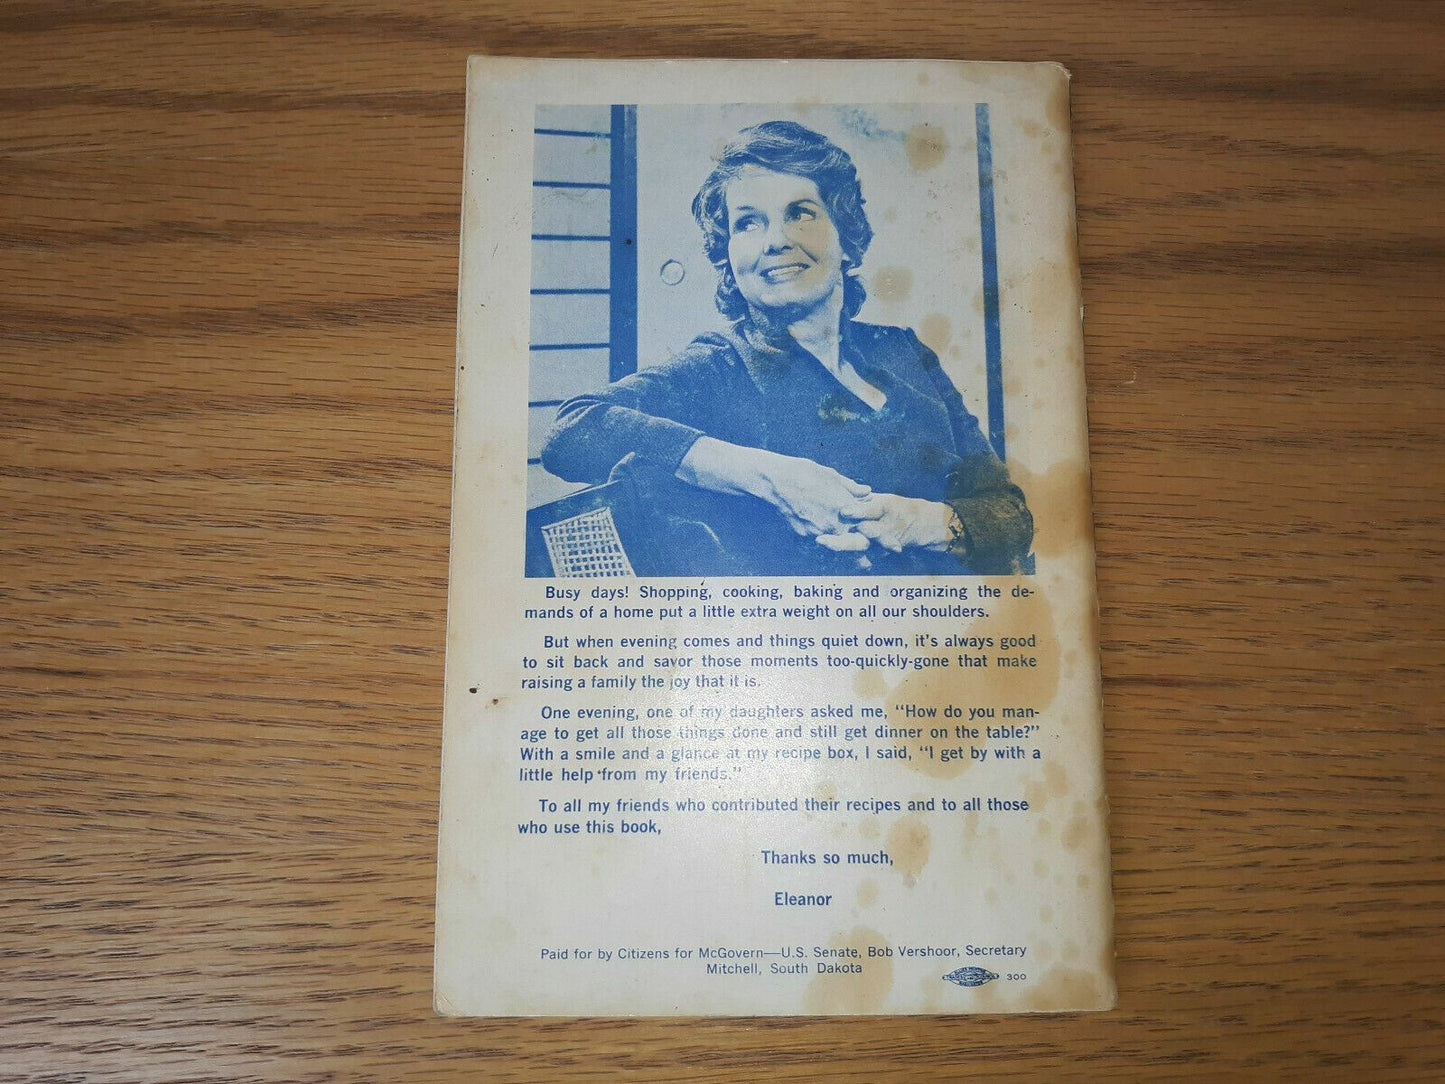 Busy days! Shopping, cooking, baking and organizing the de-
mands of a home put a little extra weight on all our shoulders.
But when evening comes and things quiet down, it's always good
to sit back and savor those moments too-quickly-gone that make
raising a family the joy that it is.
One evening, one of my daughters asked me, "How do you man-
age to get all those things done and still get dinner on the table?"
With a smile and a glance at my recipe box, I said, "I get by with a
little help from my friends."
To all my friends who contributed their recipes and to all those
who use this book,
Thanks so much,
Eleanor
Paid for by Citizens for McGovern—U.S. Senate, Bob Vershoor, Secretary
Mitchell, South Dakota
300